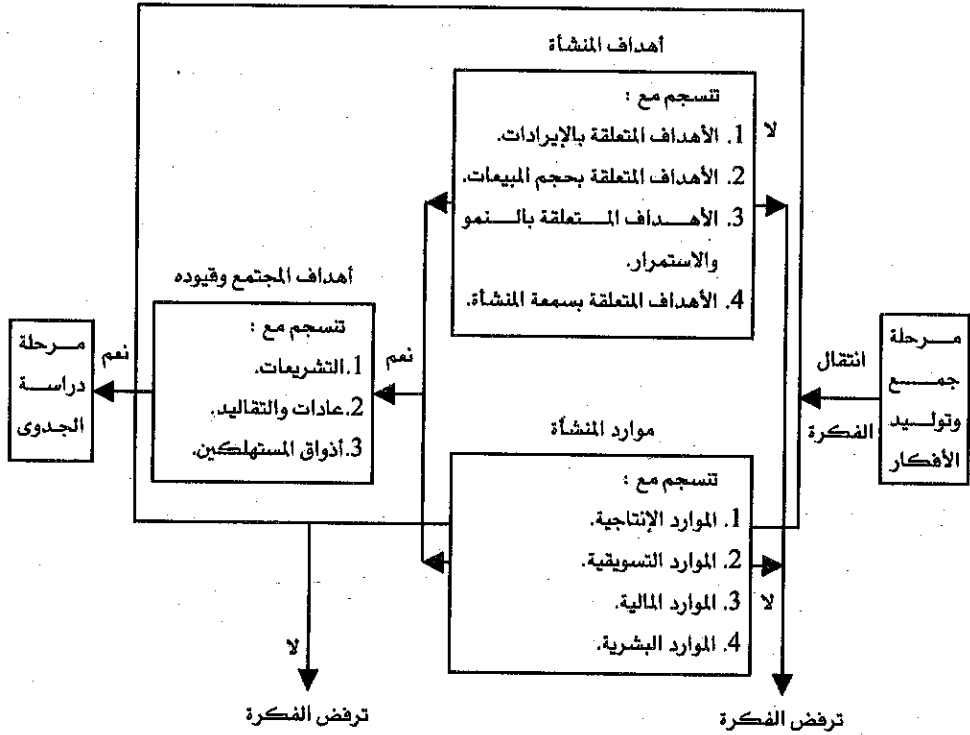 أهداف المنشأة
تنسجم مع :
1. الأهداف المتعلقة بالإيرادات.
2. الأهداف المتعلقة بحجم المبيعات.
3. الأهداف المتعلقة بالنمو
والاستمرار.
4. الأهداف المتعلقة بسمعة المنشأة.
لا
مرحلة
جمع
وتوليد
الأفكار
انتقال
الفكرة
موارد المنشأة
تنسجم مع :
1. الموارد الإنتاجية.
2. الموارد التسويقية.
3. الموارد المالية.
4. الموارد البشرية.
لا
ترفض الفكرة
نعم
أهداف المجتمع وقيوده
تنسجم مع :
1.التشريعات.
2.عادات والتقاليد.
3.أذواق المستهلكين.
لا
ترفض الفكرة
نعم
مرحلة
دراسة
الجدوى